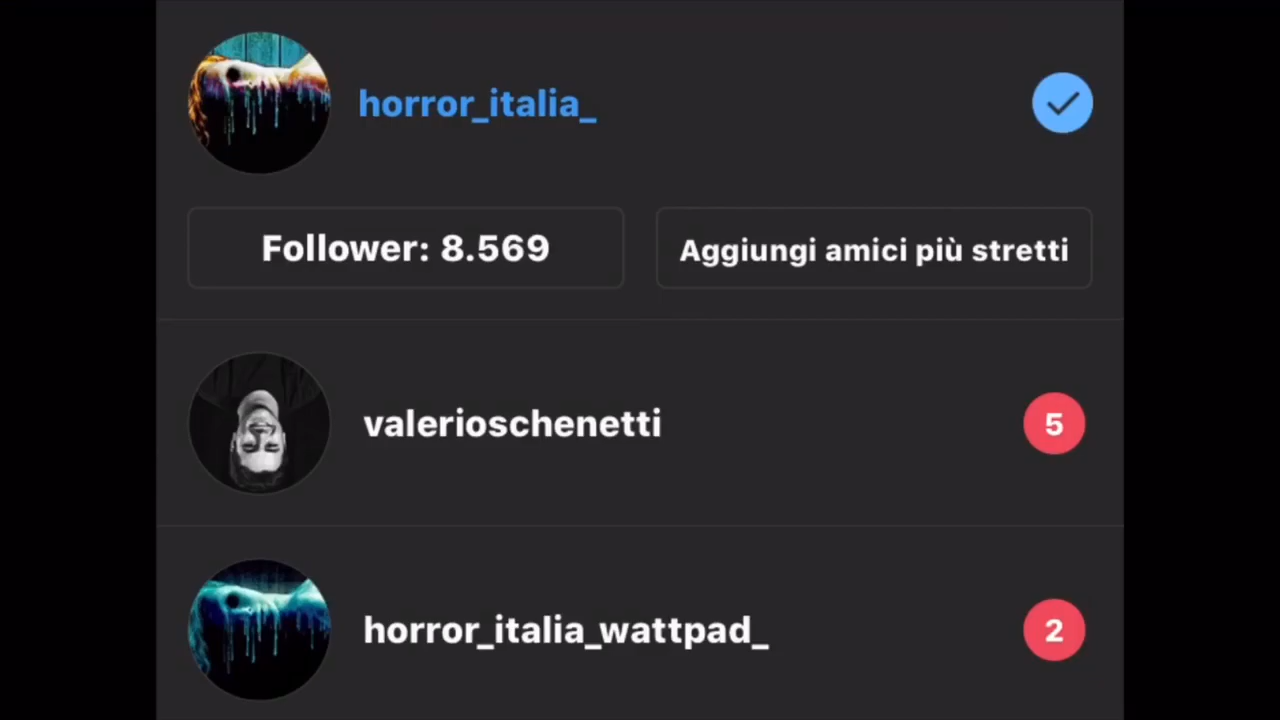 horror_italia_
Follower: 8.569
Aggiungi amici più stretti
valerioschenetti
5
horror_italia_wattpad_
2